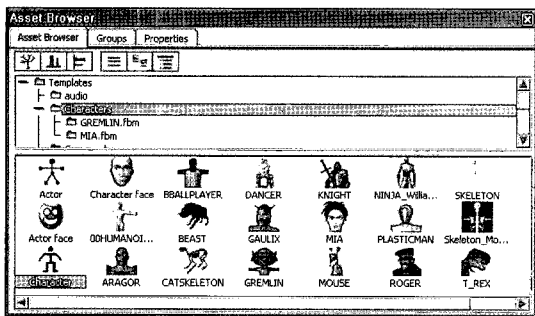 Asset Browser
Asset Browser Groups Properties
Templates
audio
Characters
GREMLIN.fbm
MIA.fbm
Actor Character face BBALLPLAYER DANCER KNIGHT NINJA_Willia... SKELETON
Actor face 00HUMANOI... BEAST GAULIX MIA PLASTICMAN Skeleton_Mo...
Character ARAGOR CATSKELETON GREMLIN MOUSE ROGER T_REX